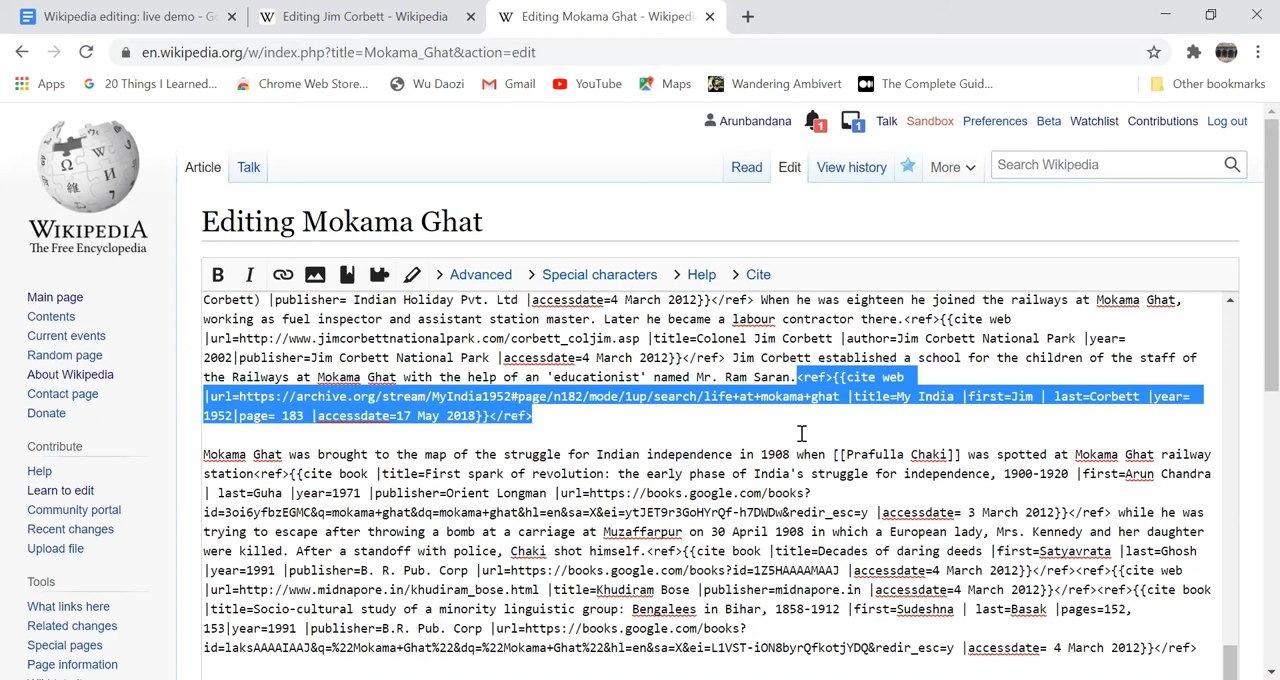 Wikipedia editing: live demo - Go
Editing Jim Corbett - Wikipedia
Editing Mokama Ghat - Wikipedi
en.wikipedia.org/w/index.php?title=Mokama_Ghat&action=edit
Apps
20 Things I Learned...
Chrome Web Store...
Wu Daozi
Gmail
YouTube
Maps
Wandering Ambivert
The Complete Guid...
Other bookmarks
Arunbandana
1
1
Talk
Sandbox
Preferences
Beta
Watchlist
Contributions
Log out
WIKIPEDIA
The Free Encyclopedia
Article
Talk
Read
Edit
View history
More
Search Wikipedia
Main page
Contents
Current events
Random page
About Wikipedia
Contact page
Donate
Contribute
Help
Learn to edit
Community portal
Recent changes
Upload file
Tools
What links here
Related changes
Special pages
Page information
Editing Mokama Ghat
B
I
Advanced
Special characters
Help
Cite
Corbett) |publisher= Indian Holiday Pvt. Ltd |accessdate=4 March 2012}}</ref> When he was eighteen he joined the railways at Mokama Ghat,
working as fuel inspector and assistant station master. Later he became a labour contractor there.<ref>{{cite web
|url=http://www.jimcorbettnationalpark.com/corbett_coljim.asp |title=Colonel Jim Corbett |author=Jim Corbett National Park |year=
2002|publisher=Jim Corbett National Park |accessdate=4 March 2012}}</ref> Jim Corbett established a school for the children of the staff of
the Railways at Mokama Ghat with the help of an 'educationist' named Mr. Ram Saran.<ref>{{cite web
|url=https://archive.org/stream/MyIndia1952#page/n182/mode/1up/search/life+at+mokama+ghat |title=My India |first=Jim | last=Corbett |year=
1952|page= 183 |accessdate=17 May 2018}}</ref>
Mokama Ghat was brought to the map of the struggle for Indian independence in 1908 when [[Prafulla Chaki]] was spotted at Mokama Ghat railway
station<ref>{{cite book |title=First spark of revolution: the early phase of India's struggle for independence, 1900-1920 |first=Arun Chandra
| last=Guha |year=1971 |publisher=Orient Longman |url=https://books.google.com/books?
id=3oi6yfbzEGMC&q=mokama+ghat&dq=mokama+ghat&hl=en&sa=X&ei=ytJET9r3GoHYrQf-h7DWDw&redir_esc=y |accessdate= 3 March 2012}}</ref> while he was
trying to escape after throwing a bomb at a carriage at Muzaffarpur on 30 April 1908 in which a European lady, Mrs. Kennedy and her daughter
were killed. After a standoff with police, Chaki shot himself.<ref>{{cite book |title=Decades of daring deeds |first=Satyavrata |last=Ghosh
|year=1991 |publisher=B. R. Pub. Corp |url=https://books.google.com/books?id=1Z5HAAAAMAAJ |accessdate=4 March 2012}}</ref><ref>{{cite web
|url=http://www.midnapore.in/khudiram_bose.html |title=Khudiram Bose |publisher=midnapore.in |accessdate=4 March 2012}}</ref><ref>{{cite book
|title=Socio-cultural study of a minority linguistic group: Bengalees in Bihar, 1858-1912 |first=Sudeshna | last=Basak |pages=152,
153|year=1991 |publisher=B.R. Pub. Corp |url=https://books.google.com/books?
id=laksAAAAIAAJ&q=%22Mokama+Ghat%22&dq=%22Mokama+Ghat%22&hl=en&sa=X&ei=L1VST-iON8byrQfkotjYDQ&redir_esc=y |accessdate= 4 March 2012}}</ref>